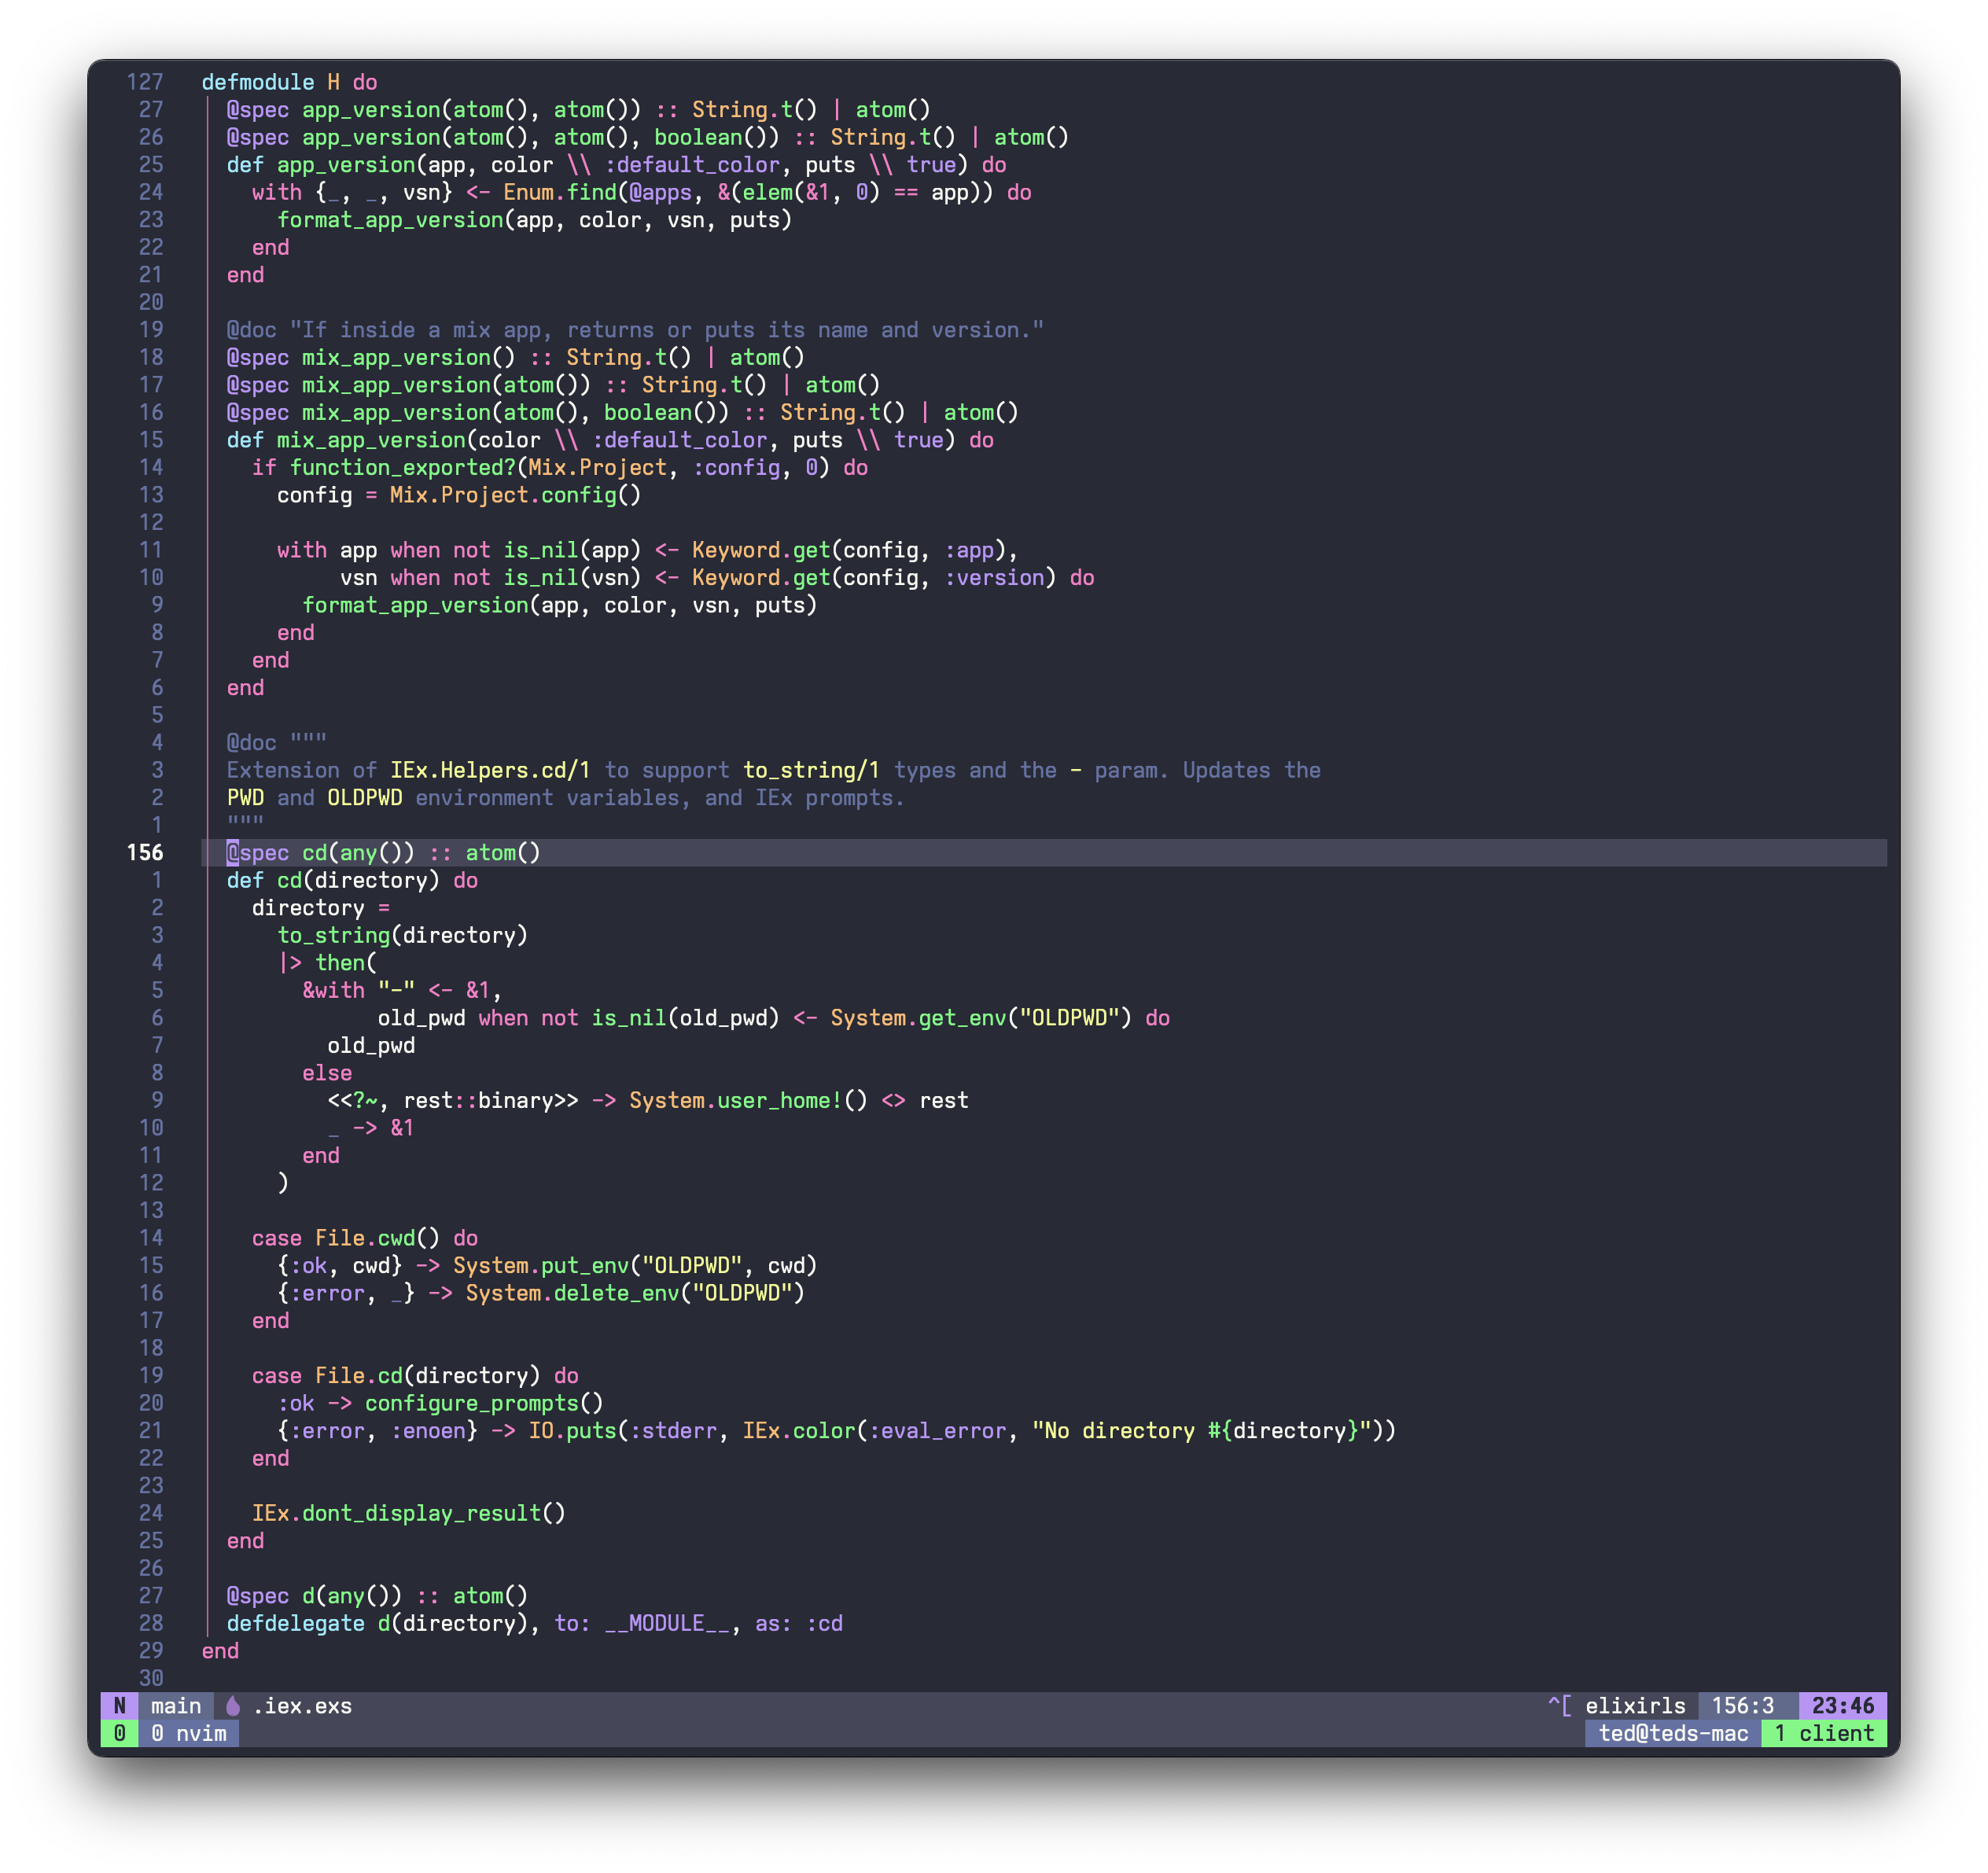 127   defmodule H do
 27     @spec app_version(atom(), atom()) :: String.t() | atom()
 26     @spec app_version(atom(), atom(), boolean()) :: String.t() | atom()
 25     def app_version(app, color \\ :default_color, puts \\ true) do
 24       with {_, _, vsn} <- Enum.find(@apps, &(elem(&1, 0) == app)) do
 23         format_app_version(app, color, vsn, puts)
 22       end
 21     end
 20
 19     @doc "If inside a mix app, returns or puts its name and version."
 18     @spec mix_app_version() :: String.t() | atom()
 17     @spec mix_app_version(atom()) :: String.t() | atom()
 16     @spec mix_app_version(atom(), boolean()) :: String.t() | atom()
 15     def mix_app_version(color \\ :default_color, puts \\ true) do
 14       if function_exported?(Mix.Project, :config, 0) do
 13         config = Mix.Project.config()
 12
 11         with app when not is_nil(app) <- Keyword.get(config, :app),
 10              vsn when not is_nil(vsn) <- Keyword.get(config, :version) do
  9           format_app_version(app, color, vsn, puts)
  8         end
  7       end
  6     end
  5
  4     @doc """
  3     Extension of IEx.Helpers.cd/1 to support to_string/1 types and the - param. Updates the
  2     PWD and OLDPWD environment variables, and IEx prompts.
  1     """
156     @spec cd(any()) :: atom()
  1     def cd(directory) do
  2       directory =
  3         to_string(directory)
  4         |> then(
  5           &with "-" <- &1,
  6                 old_pwd when not is_nil(old_pwd) <- System.get_env("OLDPWD") do
  7             old_pwd
  8           else
  9             <<?~, rest::binary>> -> System.user_home!() <> rest
 10             _ -> &1
 11           end
 12         )
 13
 14       case File.cwd() do
 15         {:ok, cwd} -> System.put_env("OLDPWD", cwd)
 16         {:error, _} -> System.delete_env("OLDPWD")
 17       end
 18
 19       case File.cd(directory) do
 20         :ok -> configure_prompts()
 21         {:error, :enoen} -> IO.puts(:stderr, IEx.color(:eval_error, "No directory #{directory}"))
 22       end
 23
 24       IEx.dont_display_result()
 25     end
 26
 27     @spec d(any()) :: atom()
 28     defdelegate d(directory), to: __MODULE__, as: :cd
 29   end
 30
N main .iex.exs ^[ elixirls 156:3 23:46
0 0 nvim ted@teds-mac 1 client